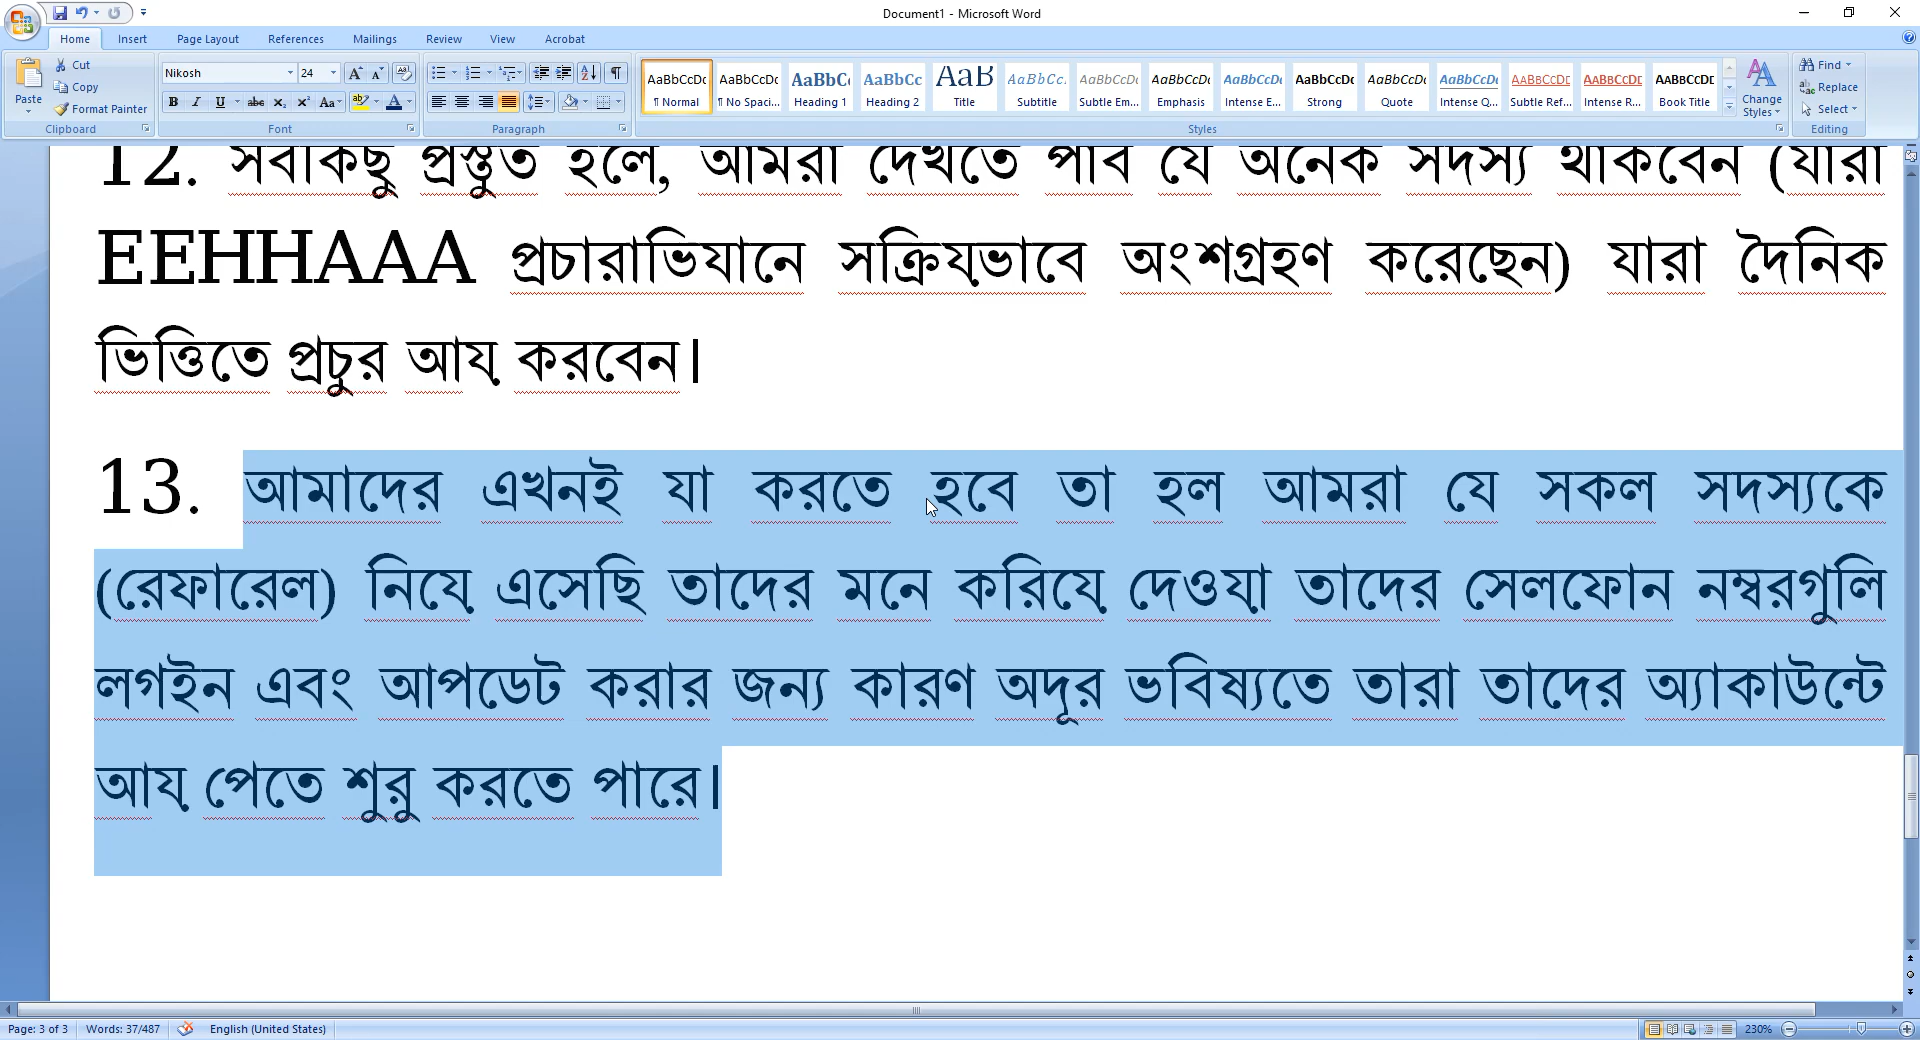 Document1 - Microsoft Word
Home Insert Page Layout References Mailings Review View Acrobat
Paste Cut Copy Format Painter Clipboard
Nikosh 24 Font
Paragraph
AaBbCcDc AaBbCcDc AaBbC AaBbCc AaB AaBbCc. AaBbCcDc AaBbCcDc AaBbCcDc AaBbCcDc AaBbCcDc AaBbCcDc AABBCCDE AABBCCDE AABBCCDE
¶ Normal ¶ No Spaci... Heading 1 Heading 2 Title Subtitle Subtle Em... Emphasis Intense E... Strong Quote Intense Q... Subtle Ref... Intense R... Book Title
Styles
Change Styles
Find Replace Select Editing
12. সবকিছু প্রস্তুত হলে, আমরা দেখতে পাব যে অনেক সদস্য থাকবেন (যারা
EEHHAAA প্রচারাভিযানে সক্রিয়ভাবে অংশগ্রহণ করেছেন) যারা দৈনিক
ভিত্তিতে প্রচুর আয় করবেন।
13. আমাদের এখনই যা করতে হবে তা হল আমরা যে সকল সদস্যকে
(রেফারেল) নিয়ে এসেছি তাদের মনে করিয়ে দেওয়া তাদের সেলফোন নম্বরগুলি
লগইন এবং আপডেট করার জন্য কারণ অদূর ভবিষ্যতে তারা তাদের অ্যাকাউন্টে
আয় পেতে শুরু করতে পারে।
Page: 3 of 3 Words: 37/487 English (United States) 230%